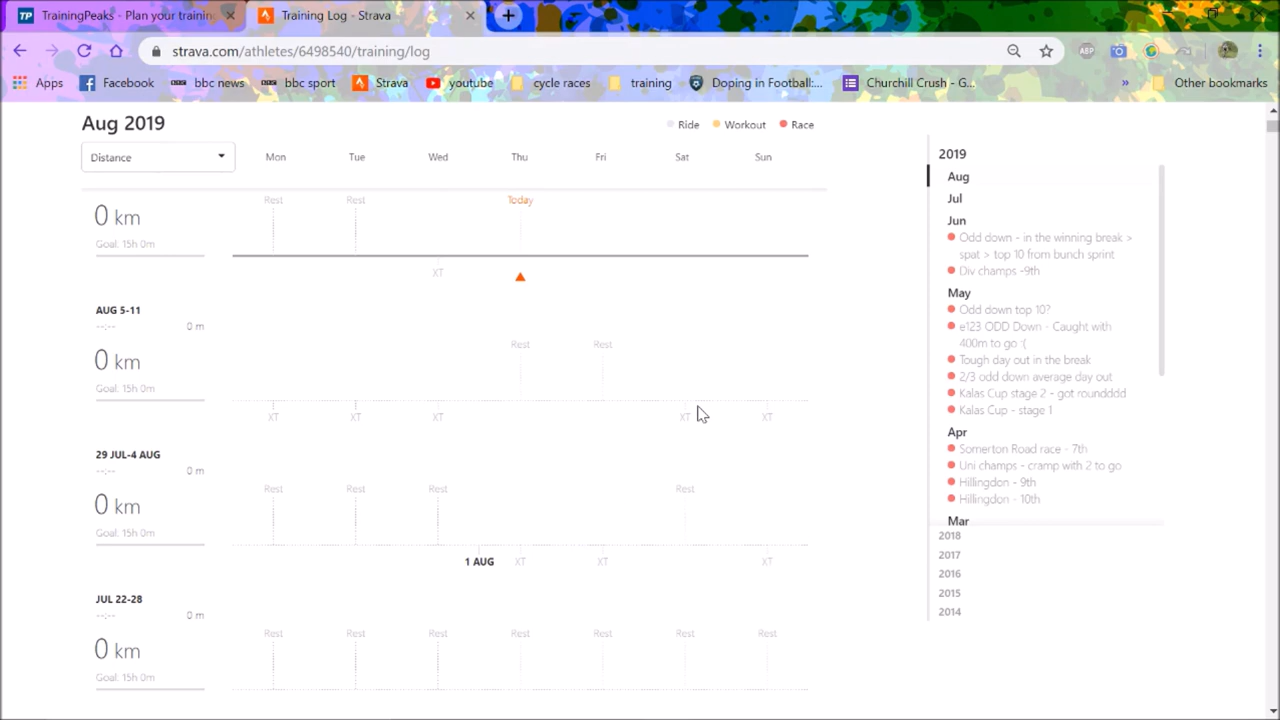 TrainingPeaks - Plan your trainin
Training Log - Strava
strava.com/athletes/6498540/training/log
ABP
Apps
Facebook
bbc news
bbc sport
Strava
youtube
cycle races
training
Doping in Football:...
Churchill Crush - G...
»
Other bookmarks
Aug 2019
Ride
Workout
Race
Distance
Mon
Tue
Wed
Thu
Fri
Sat
Sun
Rest
Rest
Today
0 km
Goal: 15h 0m
XT
AUG 5-11
--:--
0 m
0 km
Goal: 15h 0m
Rest
Rest
XT
XT
XT
XT
XT
29 JUL-4 AUG
--:--
0 m
0 km
Goal: 15h 0m
Rest
Rest
Rest
Rest
1 AUG
XT
XT
XT
JUL 22-28
--:--
0 m
0 km
Goal: 15h 0m
Rest
Rest
Rest
Rest
Rest
Rest
Rest
2019
Aug
Jul
Jun
Odd down - in the winning break >
spat > top 10 from bunch sprint
Div champs -9th
May
Odd down top 10?
e123 ODD Down - Caught with
400m to go :(
Tough day out in the break
2/3 odd down average day out
Kalas Cup stage 2 - got roundddd
Kalas Cup - stage 1
Apr
Somerton Road race - 7th
Uni champs - cramp with 2 to go
Hillingdon - 9th
Hillingdon - 10th
Mar
2018
2017
2016
2015
2014